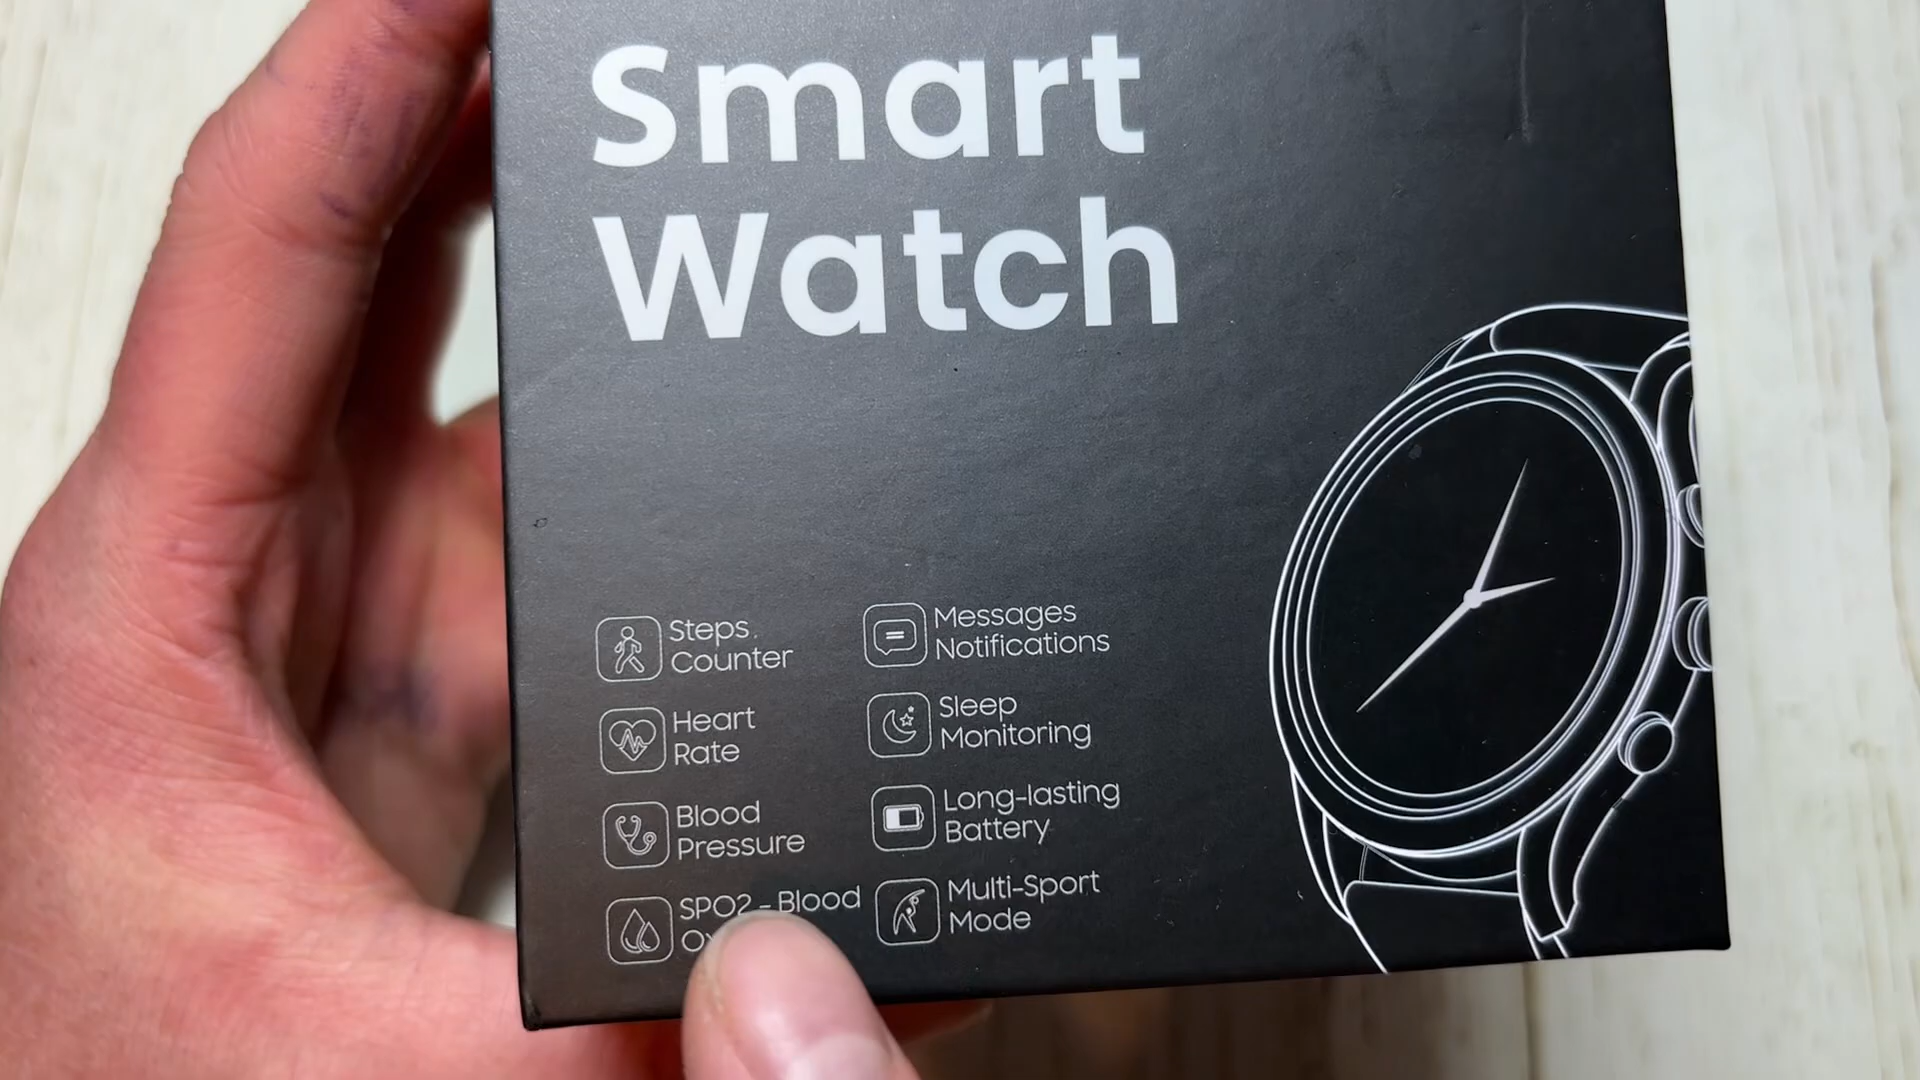 Smart
Watch
Steps
Counter
Heart
Rate
Blood
Pressure
SPO2 - Blood
Messages
Notifications
Sleep
Monitoring
Long-lasting
Battery
Multi-Sport
Mode